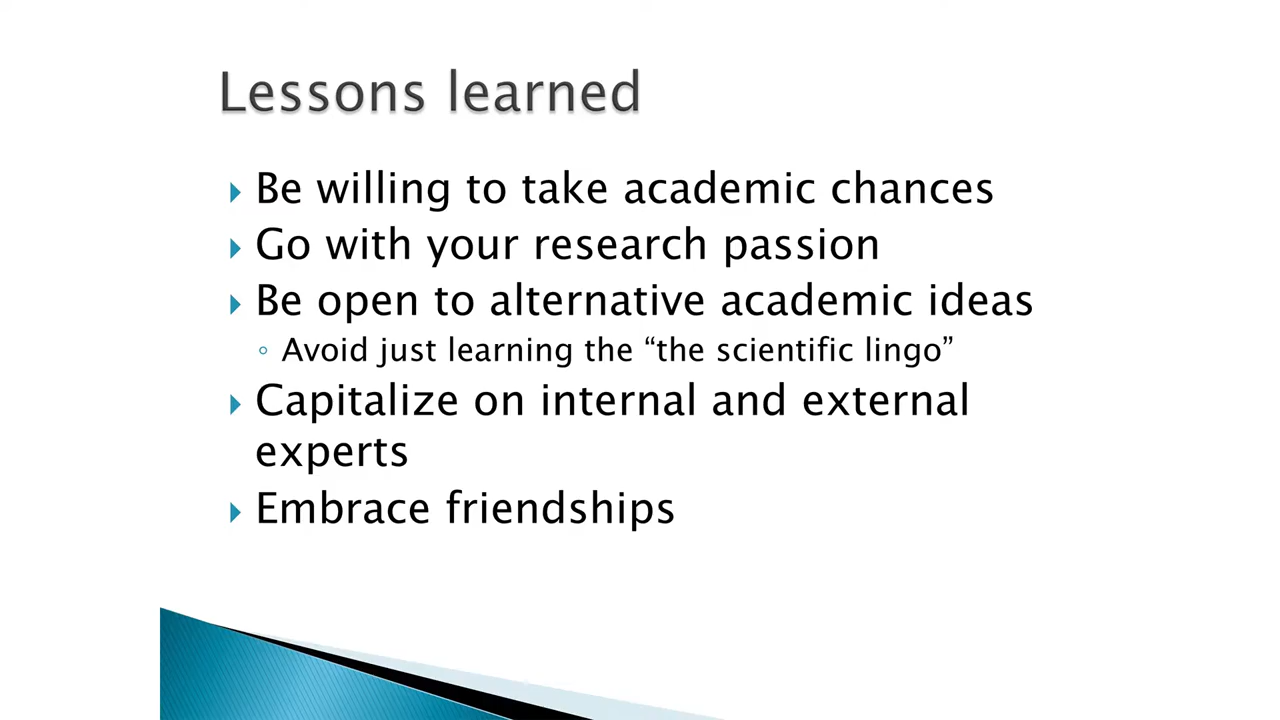 Lessons learned
Be willing to take academic chances
Go with your research passion
Be open to alternative academic ideas
Avoid just learning the “the scientific lingo”
Capitalize on internal and external
experts
Embrace friendships